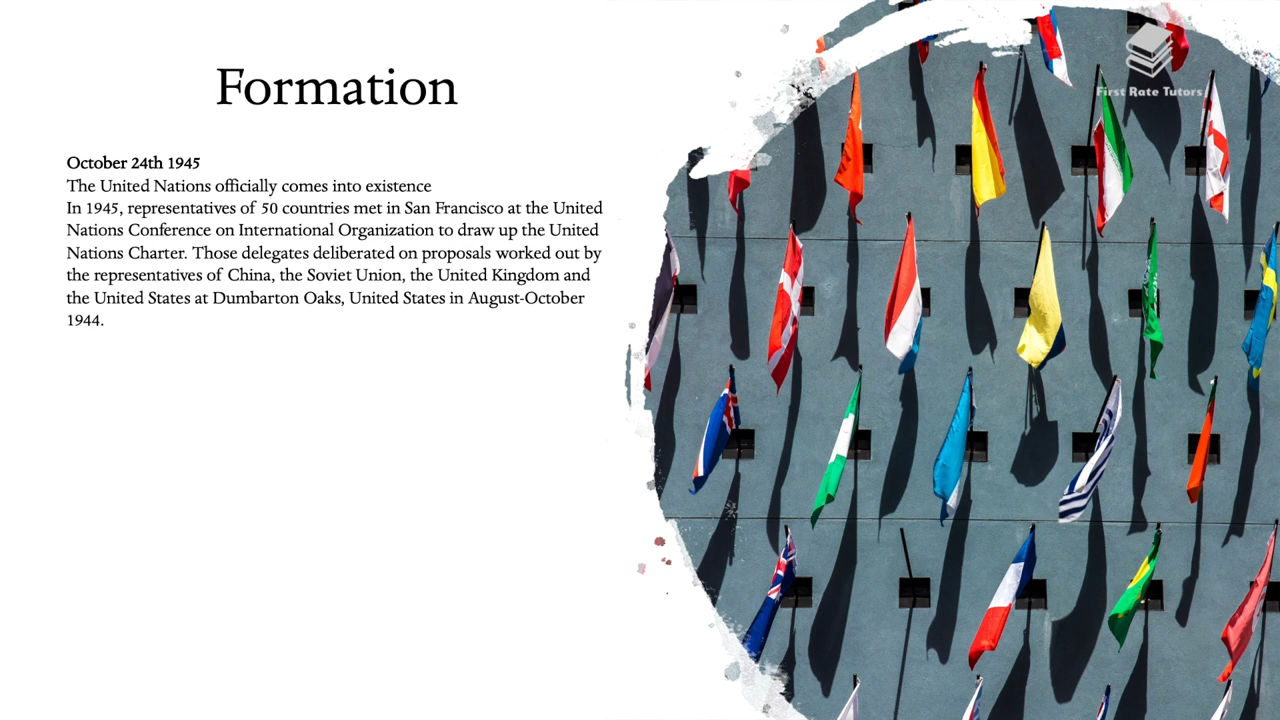 First Rate Tutors
Formation
October 24th 1945
The United Nations officially comes into existence
In 1945, representatives of 50 countries met in San Francisco at the United
Nations Conference on International Organization to draw up the United
Nations Charter. Those delegates deliberated on proposals worked out by
the representatives of China, the Soviet Union, the United Kingdom and
the United States at Dumbarton Oaks, United States in August-October
1944.